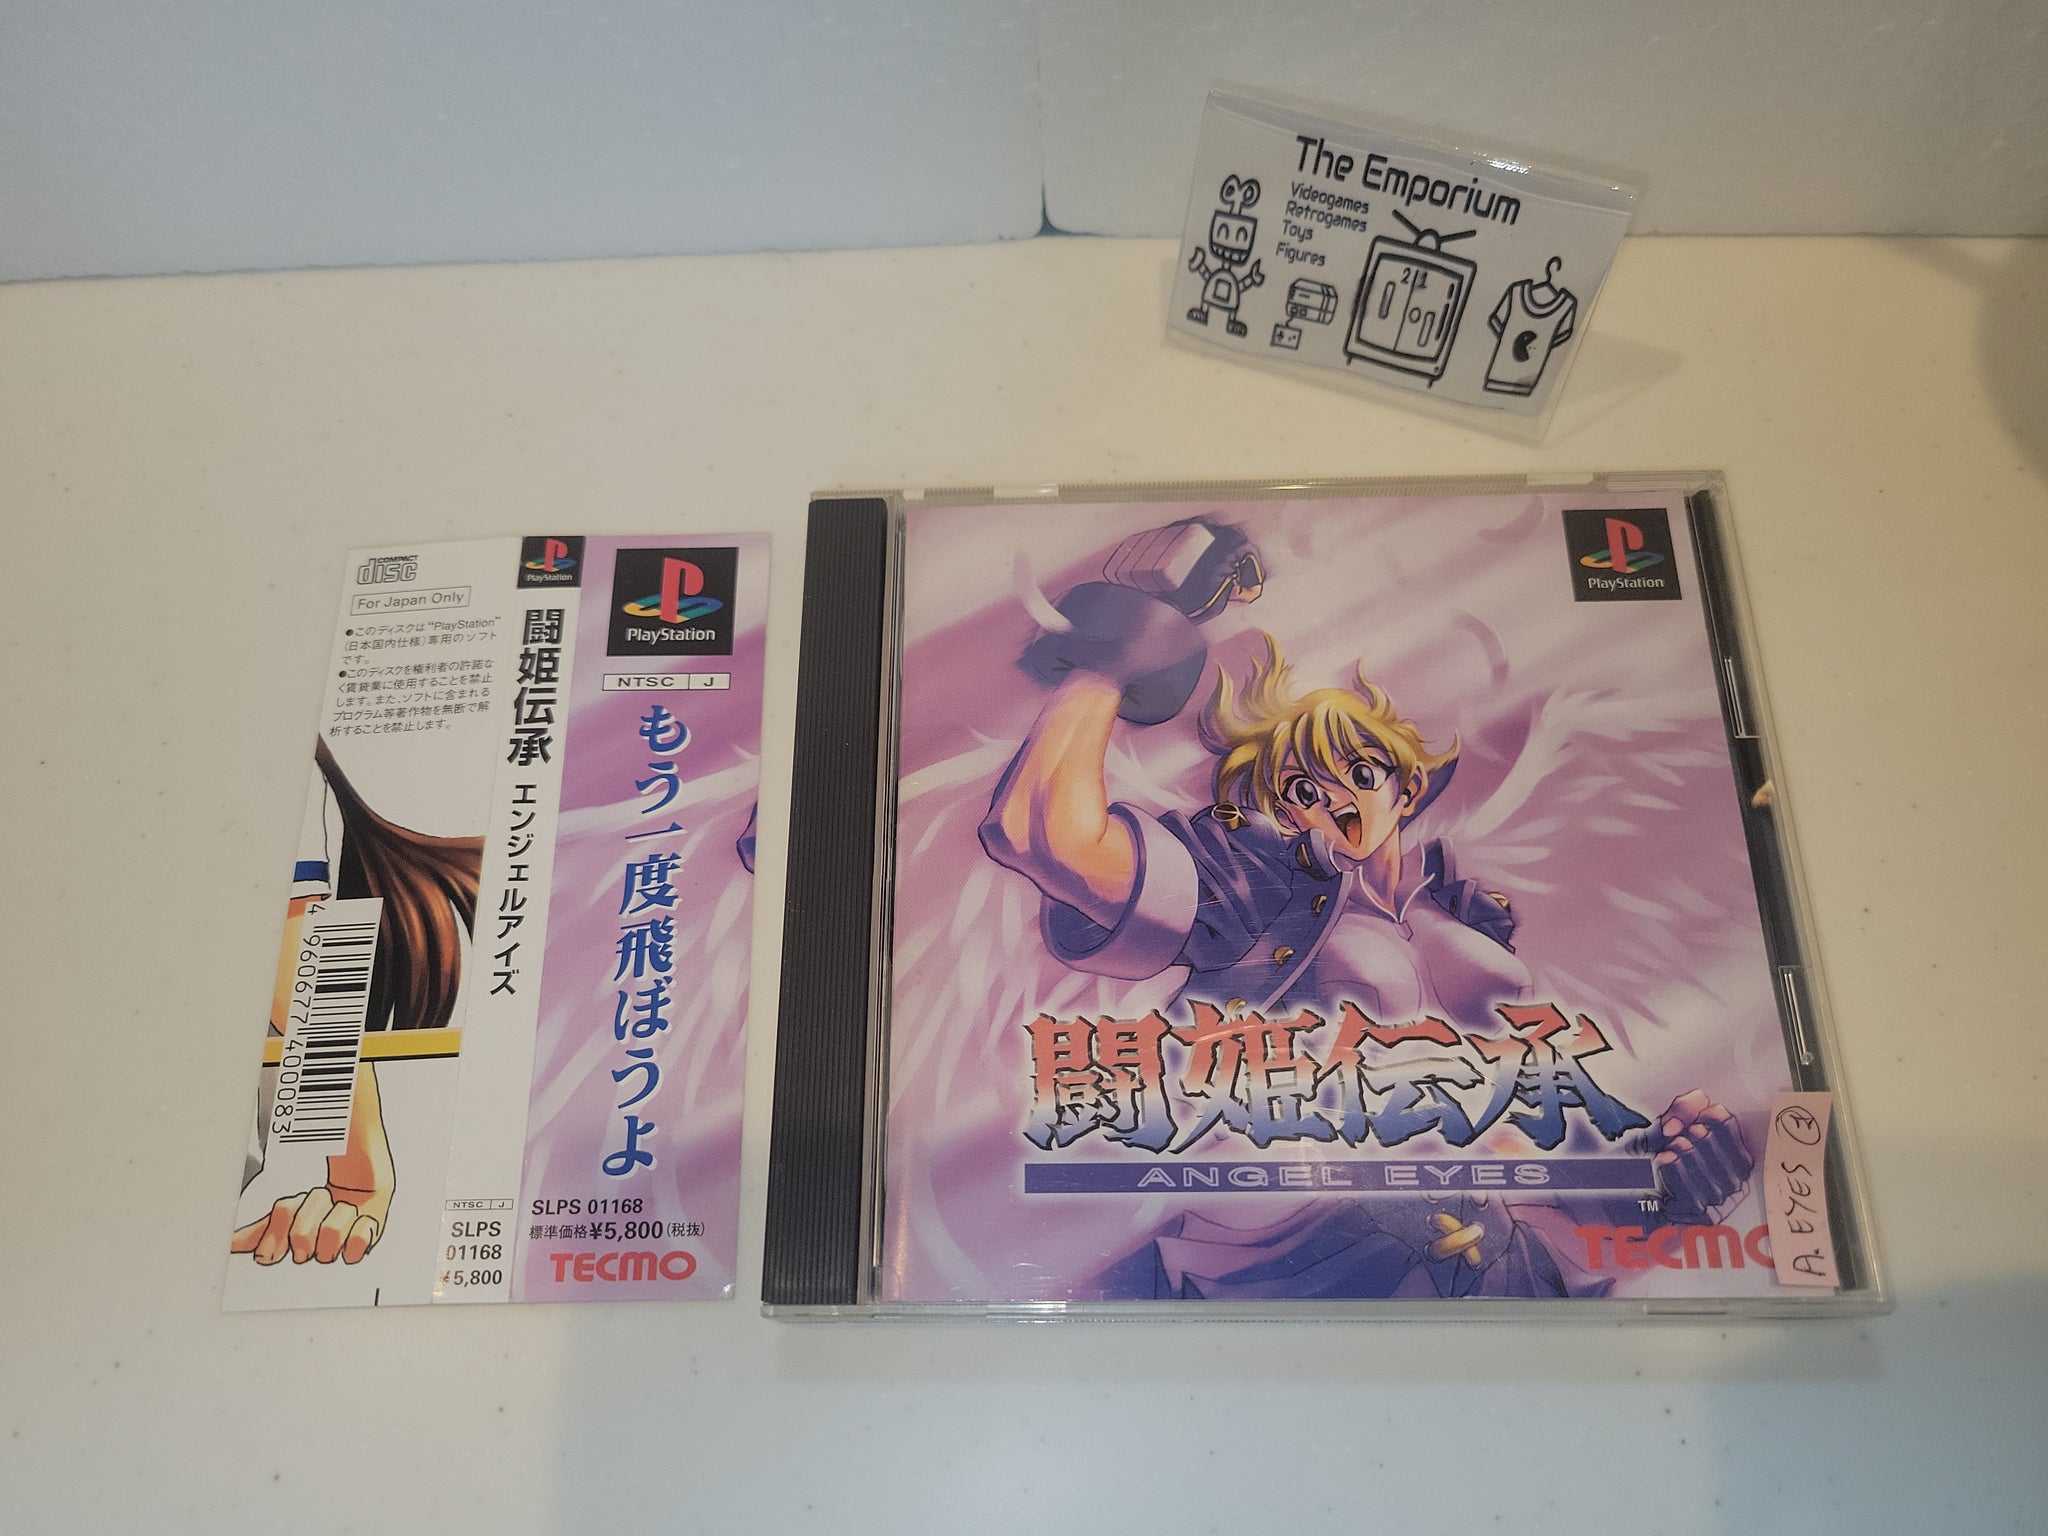 The Emporium
Videogames
Retrogames
Toys
Figures
21
COMPACT
disc
For Japan Only
●このディスクは"PlayStation"
(日本国内仕様)専用のソフト
です。
●このディスクを権利者の許諾な
く賃貸業に使用することを禁止
します。また、ソフトに含まれる
プログラム等著作物を無断で解
析することを禁止します。
4960677400083
NTSC J
SLPS
01168
¥5,800
PlayStation
闘姫伝承 エンジェルアイズ
PlayStation
NTSC J
もう一度飛ぼうよ
SLPS 01168
標準価格¥5,800(税抜)
TECMO
PlayStation
闘姫伝承
ANGEL EYES
TM
TECMO
A. EYES